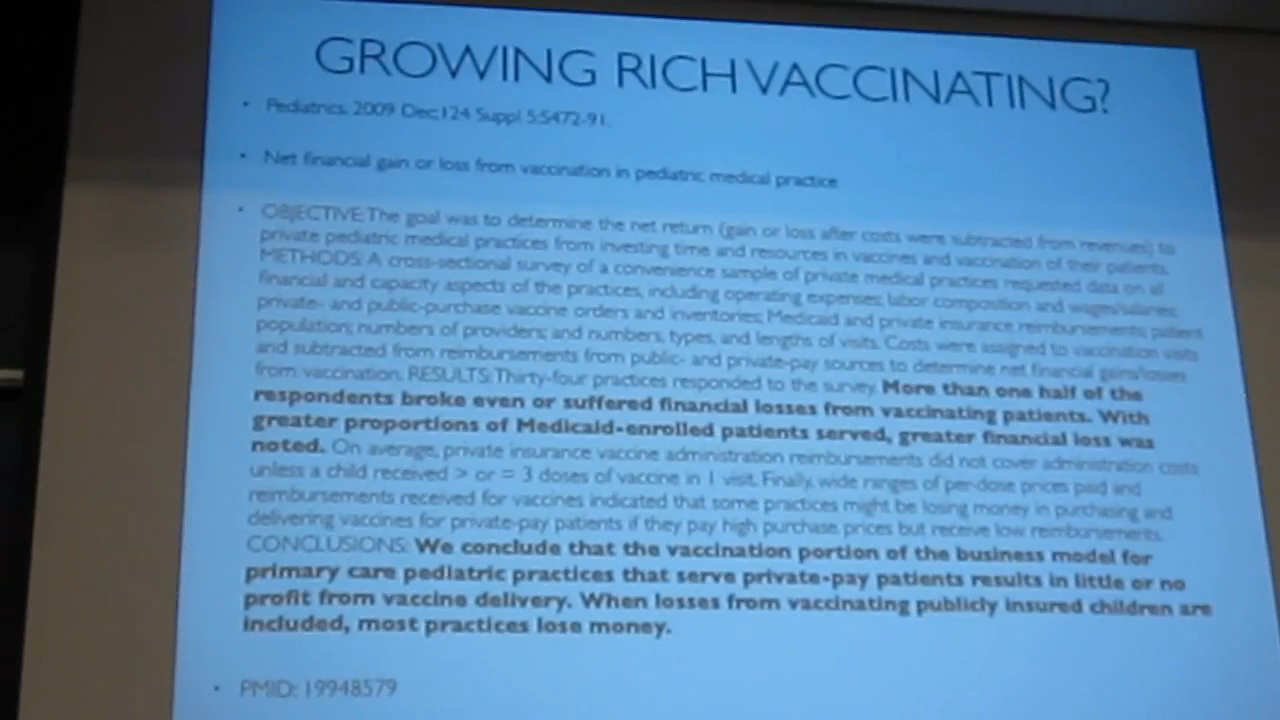 GROWING RICH VACCINATING?
• Pediatrics. 2009 Dec;124 Suppl 5:S472-91.
• Net financial gain or loss from vaccination in pediatric medical practice
• OBJECTIVE: The goal was to determine the net return (gain or loss after costs were subtracted from revenues) to
private pediatric medical practices from investing time and resources in vaccines and vaccination of their patients.
METHODS: A cross-sectional survey of a convenience sample of private medical practices requested data on all
financial and capacity aspects of the practices, including operating expenses; labor composition and wages/salaries;
private- and public-purchase vaccine orders and inventories; Medicaid and private insurance reimbursements; patient
population; numbers of providers; and numbers, types, and lengths of visits. Costs were assigned to vaccination visits
and subtracted from reimbursements from public- and private-pay sources to determine net financial gains/losses
from vaccination. RESULTS: Thirty-four practices responded to the survey. More than one half of the
respondents broke even or suffered financial losses from vaccinating patients. With
greater proportions of Medicaid-enrolled patients served, greater financial loss was
noted. On average, private insurance vaccine administration reimbursements did not cover administration costs
unless a child received > or = 3 doses of vaccine in 1 visit. Finally, wide ranges of per-dose prices paid and
reimbursements received for vaccines indicated that some practices might be losing money in purchasing and
delivering vaccines for private-pay patients if they pay high purchase prices but receive low reimbursements.
CONCLUSIONS: We conclude that the vaccination portion of the business model for
primary care pediatric practices that serve private-pay patients results in little or no
profit from vaccine delivery. When losses from vaccinating publicly insured children are
included, most practices lose money.
• PMID: 19948579